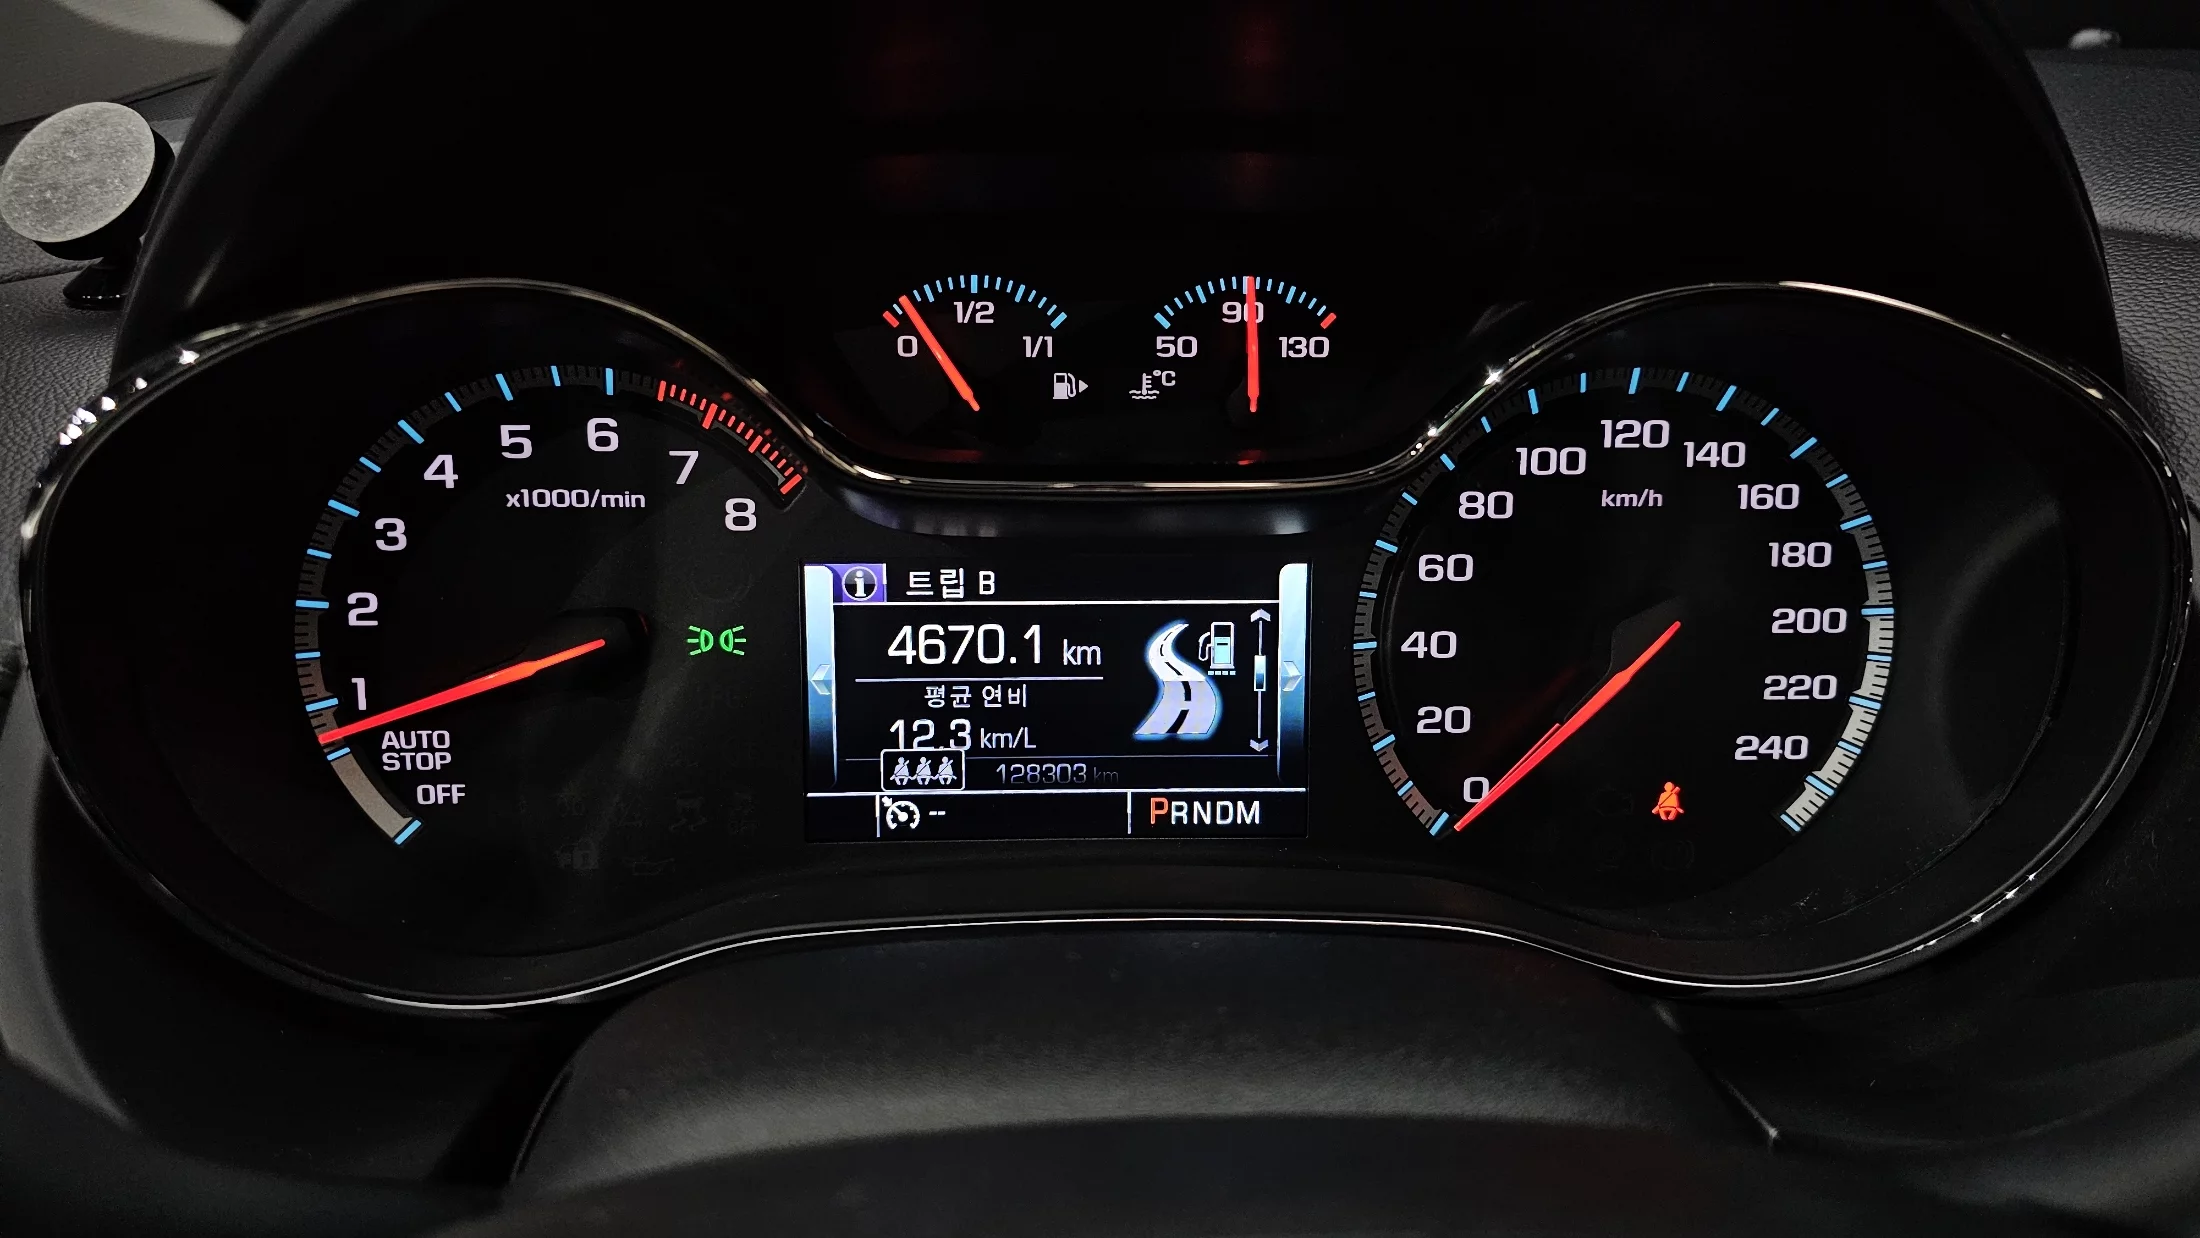 1/2
0 1/1
90
50 130
°C
1 2 3 4 5 6 7 8
x1000/min
AUTO
STOP
OFF
트립 B
4670.1 km
평균 연비
12.3 km/L
128303 km
--
PRNDM
0 20 40 60 80 100 120 140 160 180 200 220 240
km/h